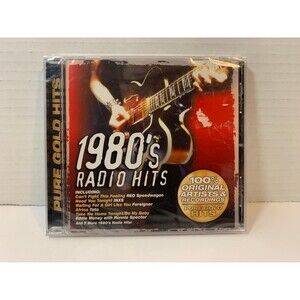 PURE GOLD HITS
1980's
RADIO HITS
INCLUDING:
Can't Fight This Feeling REO Speedwagon
Need You Tonight INXS
Waiting For A Girl Like You Foreigner
Africa Toto
Take Me Home Tonight/Be My Baby
Eddie Money with Ronnie Spector
And 7 More 1980's Radio Hits!
100%
ORIGINAL
ARTISTS &
RECORDINGS
HITS